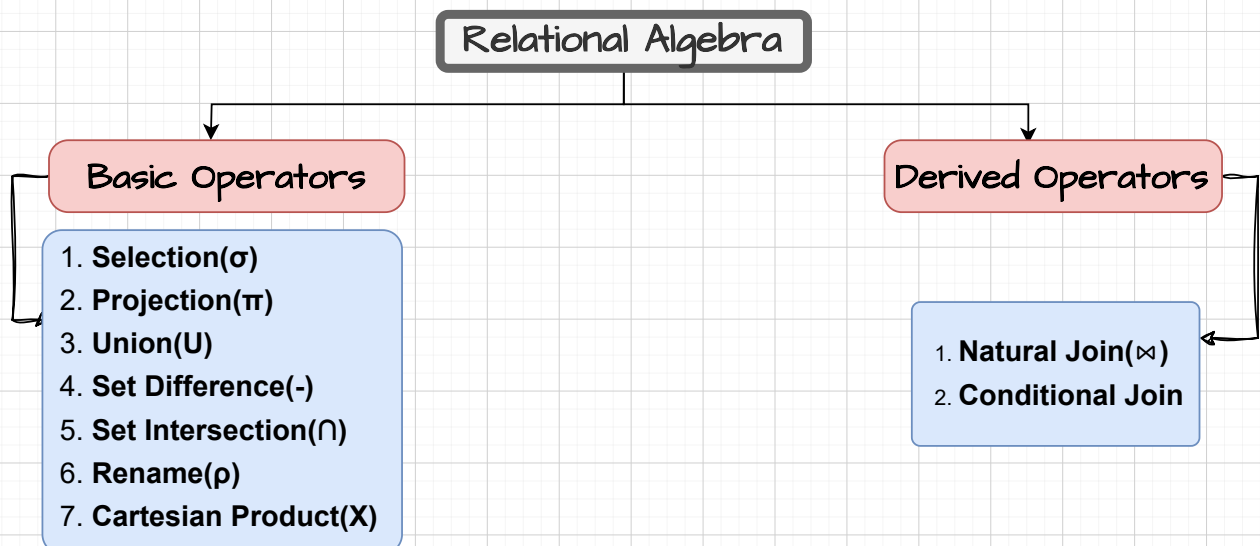 Relational Algebra
Basic Operators
1. Selection(σ)
2. Projection(π)
3. Union(U)
4. Set Difference(-)
5. Set Intersection(∩)
6. Rename(ρ)
7. Cartesian Product(X)
Derived Operators
1. Natural Join(⋈)
2. Conditional Join